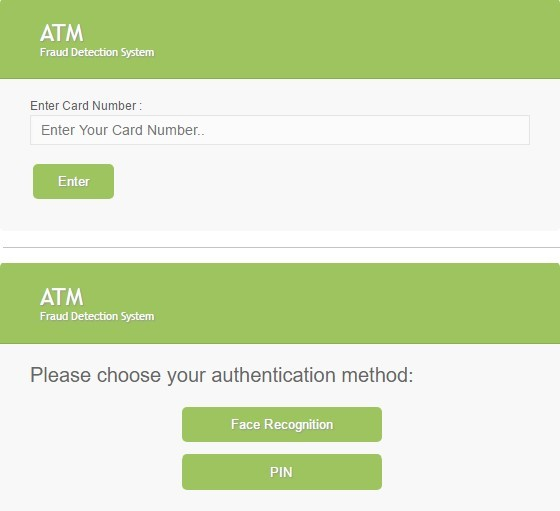 ATM
Fraud Detection System
Enter Card Number :
Enter Your Card Number..
Enter
ATM
Fraud Detection System
Please choose your authentication method:
Face Recognition
PIN